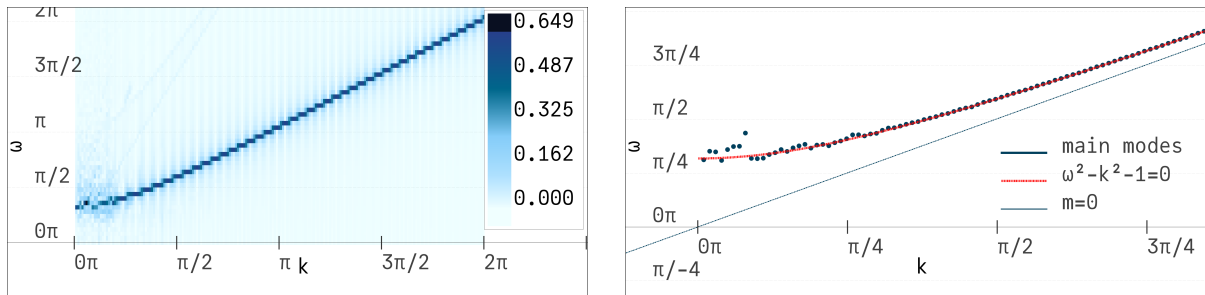 2π
3π/2
π
π/2
0π
ω
0π
π/2
π
3π/2
2π
k
0.649
0.487
0.325
0.162
0.000
3π/4
π/2
π/4
0π
π/-4
ω
0π
π/4
π/2
3π/4
k
main modes
ω²-k²-1=0
m=0